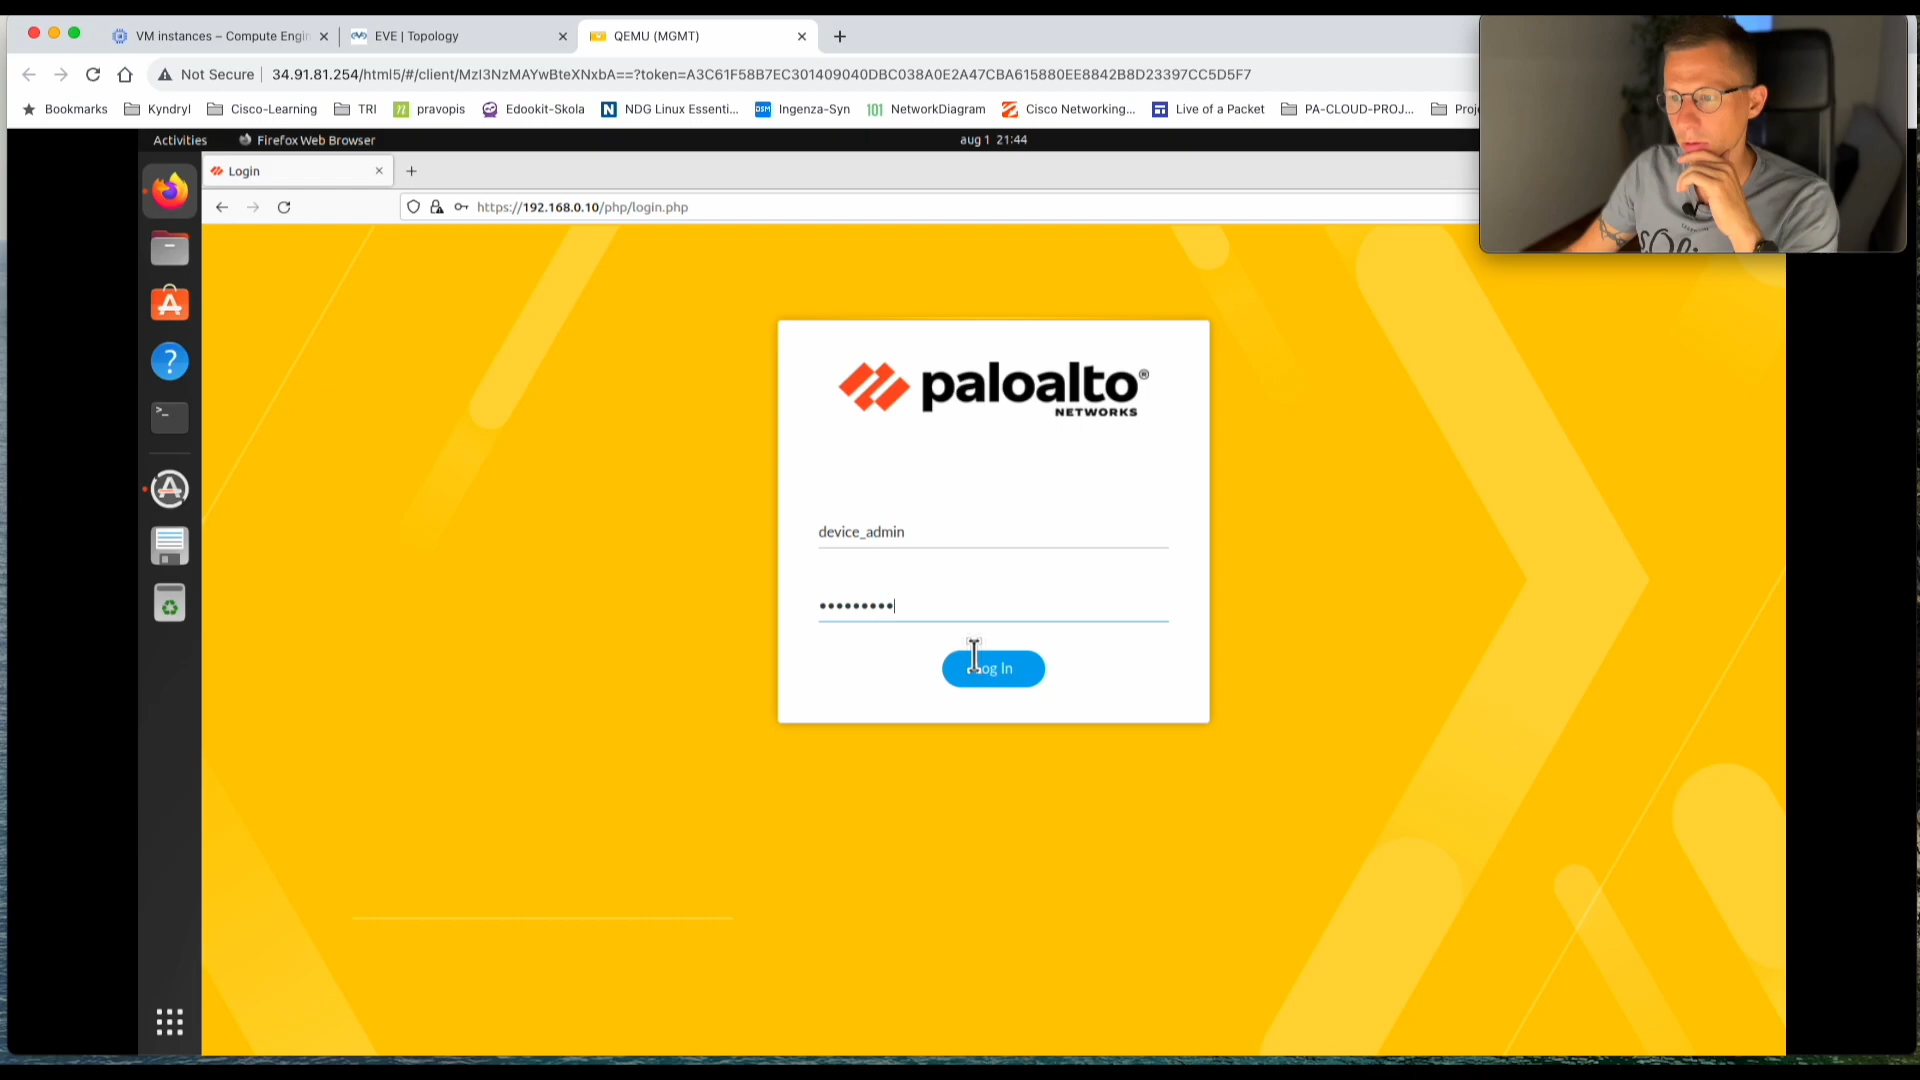 VM instances – Compute Engin
EVE | Topology
QEMU (MGMT)
Not Secure
34.91.81.254/html5/#/client/MzI3NzMAYwBteXNxbA==?token=A3C61F58B7EC301409040DBC038A0E2A47CBA615880EE8842B8D23397CC5D5F7
Bookmarks
Kyndryl
Cisco-Learning
TRI
pravopis
Edookit-Skola
NDG Linux Essenti...
Ingenza-Syn
101
NetworkDiagram
Cisco Networking...
Live of a Packet
PA-CLOUD-PROJ...
Activities
Firefox Web Browser
aug 1 21:44
Login
https://192.168.0.10/php/login.php
paloalto®
NETWORKS
device_admin
•••••••••
Log In